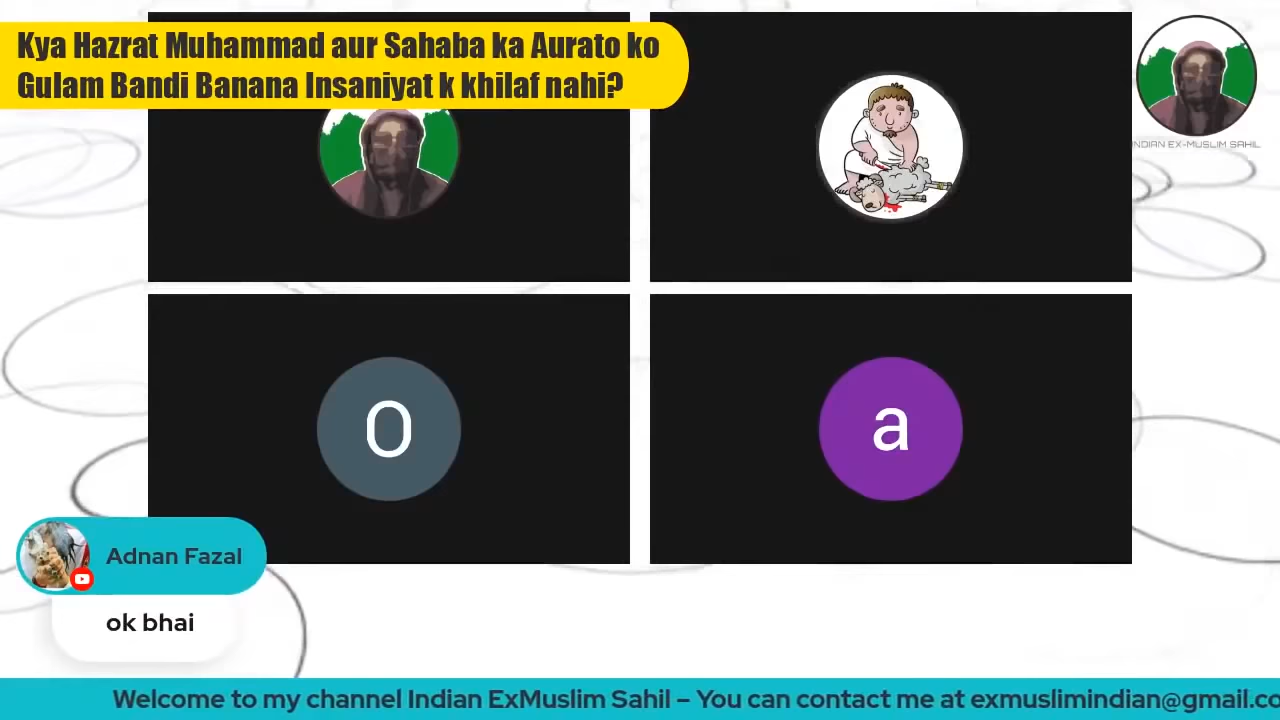 Kya Hazrat Muhammad aur Sahaba ka Aurato ko
Gulam Bandi Banana Insaniyat k khilaf nahi?
INDIAN EX-MUSLIM SAHIL
O
a
Adnan Fazal
ok bhai
Welcome to my channel Indian ExMuslim Sahil – You can contact me at exmuslimindian@gmail.co